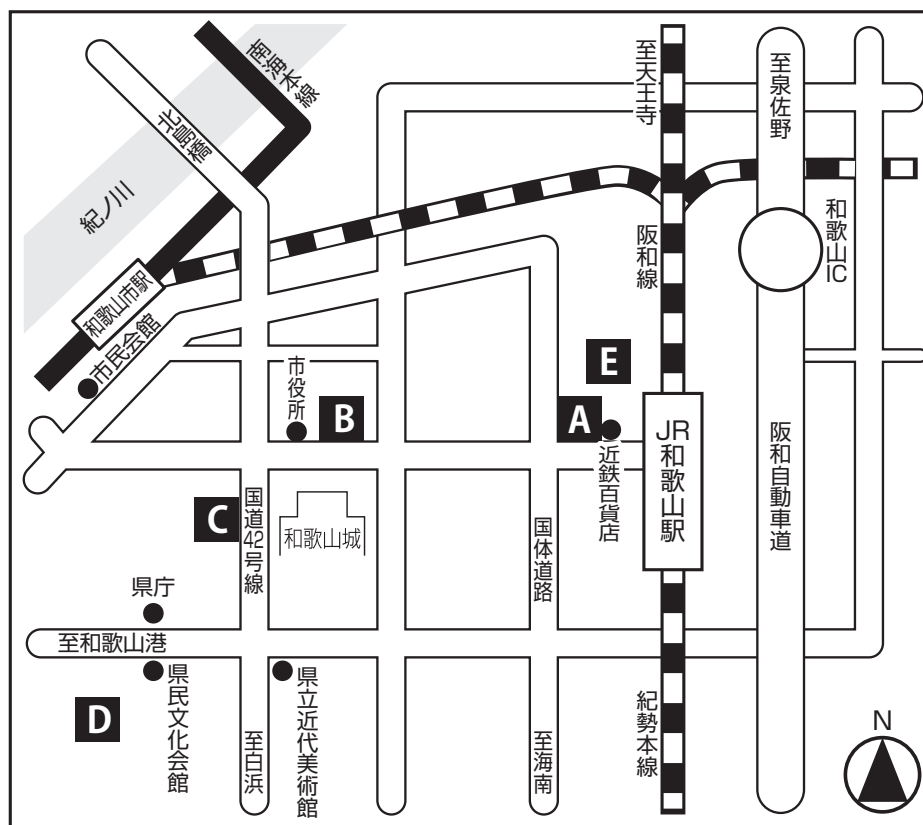 南海本線
北島橋
紀ノ川
至天王寺
至泉佐野
和歌山IC
阪和線
和歌山市駅
市民会館
市役所
B
E
A
近鉄百貨店
JR和歌山駅
阪和自動車道
C
国道42号線
和歌山城
国体道路
県庁
至和歌山港
県民文化会館
D
県立近代美術館
至白浜
至海南
紀勢本線
N